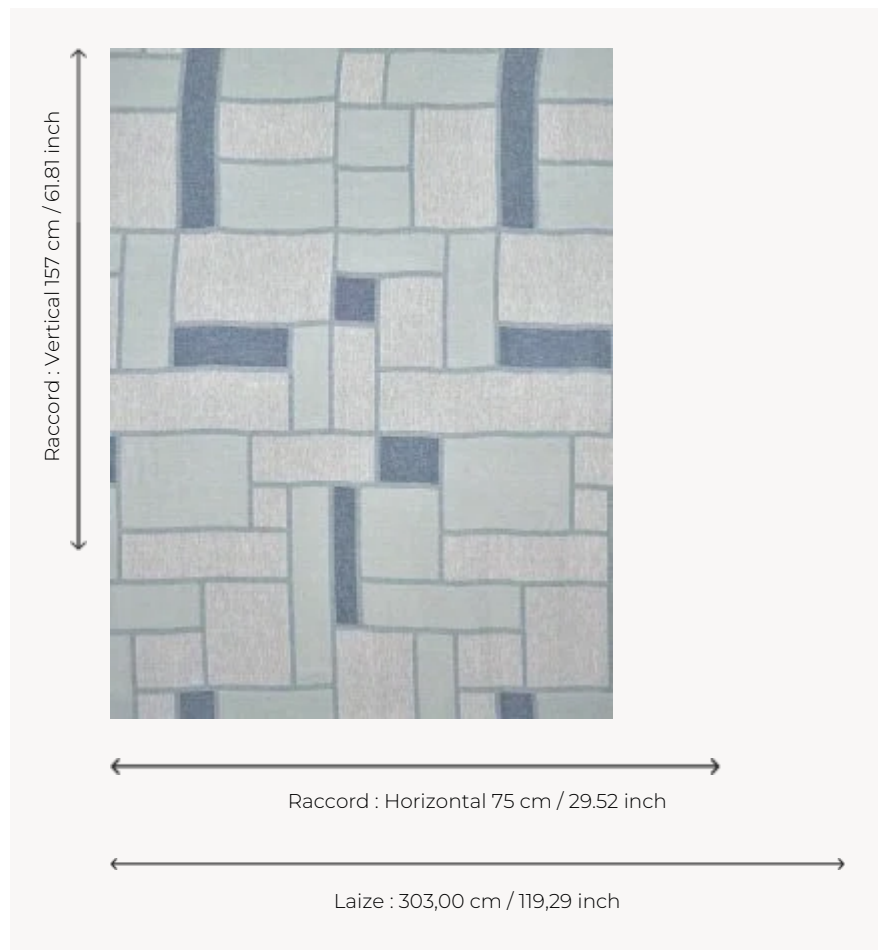 Raccord : Vertical 157 cm / 61.81 inch
Raccord : Horizontal 75 cm / 29.52 inch
Laize : 303,00 cm / 119,29 inch